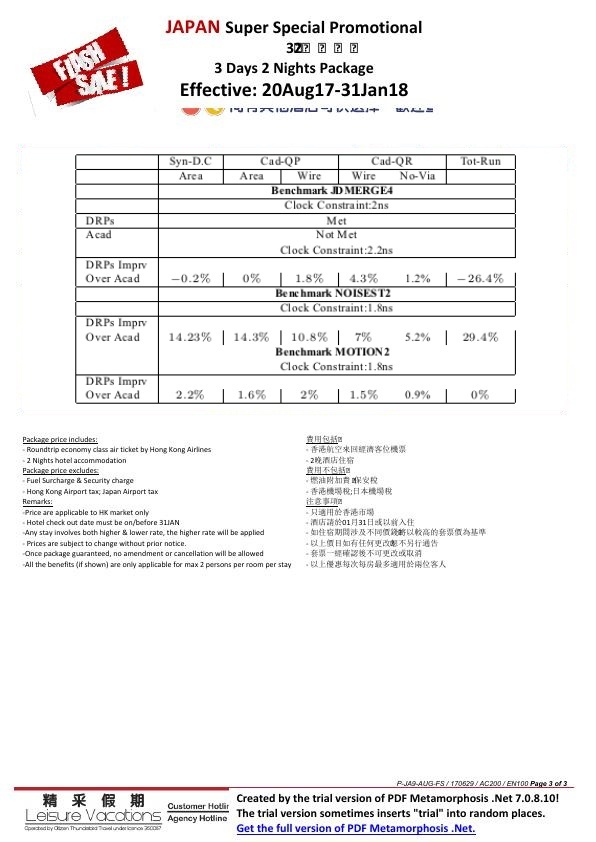 JAPAN Super Special Promotional
3 Days 2 Nights Package
Effective: 20Aug17-31Jan18
FLASH SALE!
Syn-D.C Cad-QP Cad-QR Tot-Run
Area Area Wire Wire No-Via
Benchmark JDMERGE4
Clock Constraint:2ns
DRPs Met
Acad Not Met
Clock Constraint:2.2ns
DRPs Imprv
Over Acad −0.2% 0% 1.8% 4.3% 1.2% −26.4%
Benchmark NOISEST2
Clock Constraint:1.8ns
DRPs Imprv
Over Acad 14.23% 14.3% 10.8% 7% 5.2% 29.4%
Benchmark MOTION2
Clock Constraint:1.8ns
DRPs Imprv
Over Acad 2.2% 1.6% 2% 1.5% 0.9% 0%
Package price includes:
- Roundtrip economy class air ticket by Hong Kong Airlines
- 2 Nights hotel accommodation
Package price excludes:
- Fuel Surcharge & Security charge
- Hong Kong Airport tax; Japan Airport tax
Remarks:
-Price are applicable to HK market only
- Hotel check out date must be on/before 31JAN
-Any stay involves both higher & lower rate, the higher rate will be applied
- Prices are subject to change without prior notice.
-Once package guaranteed, no amendment or cancellation will be allowed
-All the benefits (if shown) are only applicable for max 2 persons per room per stay
費用包括
- 香港航空來回經濟客位機票
- 2晚酒店住宿
費用不包括
- 燃油附加費 保安稅
- 香港機場稅;日本機場稅
注意事項
- 只適用於香港市場
- 酒店請於01月31日或以前入住
- 如住宿期間涉及不同價錢 以較高的套票價為基準
- 以上價目如有任何更改 不另行通告
- 套票一經確認後不可更改或取消
- 以上優惠每次每房最多適用於兩位客人
P-JA9-AUG-FS / 170629 / AC200 / EN100 Page 3 of 3
精采假期
Leisure Vacations
Operated by Citizen Thunderbird Travel under licence 350387
Customer Hotlin
Agency Hotline
Created by the trial version of PDF Metamorphosis .Net 7.0.8.10!
The trial version sometimes inserts "trial" into random places.
Get the full version of PDF Metamorphosis .Net.